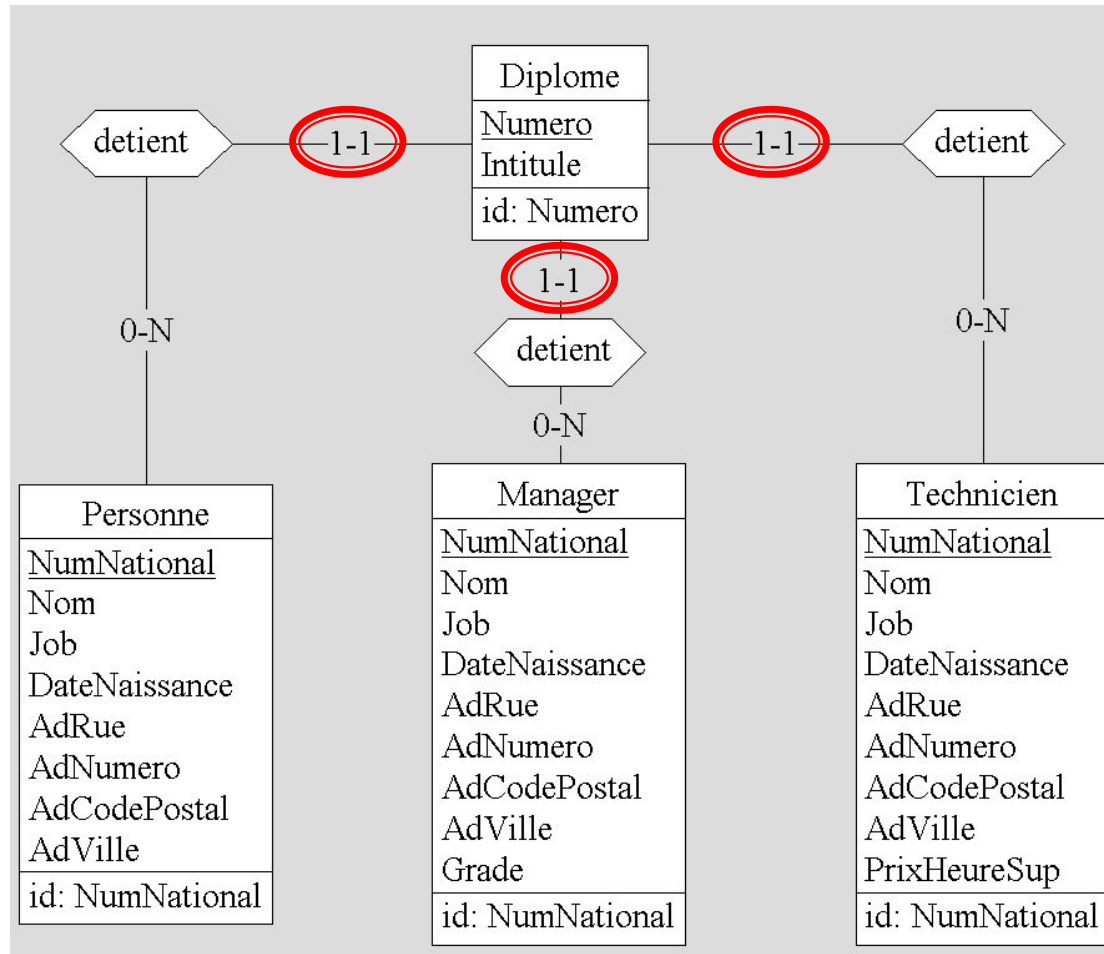 Diplome
Numero
Intitule
id: Numero
detient
1-1
1-1
detient
1-1
detient
0-N
0-N
0-N
Personne
NumNational
Nom
Job
DateNaissance
AdRue
AdNumero
AdCodePostal
AdVille
id: NumNational
Manager
NumNational
Nom
Job
DateNaissance
AdRue
AdNumero
AdCodePostal
AdVille
Grade
id: NumNational
Technicien
NumNational
Nom
Job
DateNaissance
AdRue
AdNumero
AdCodePostal
AdVille
PrixHeureSup
id: NumNational